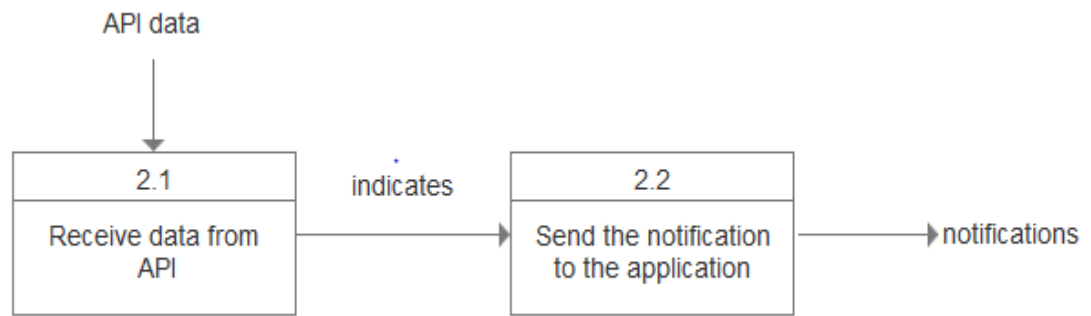 API data
2.1
Receive data from
API
indicates
2.2
Send the notification
to the application
notifications